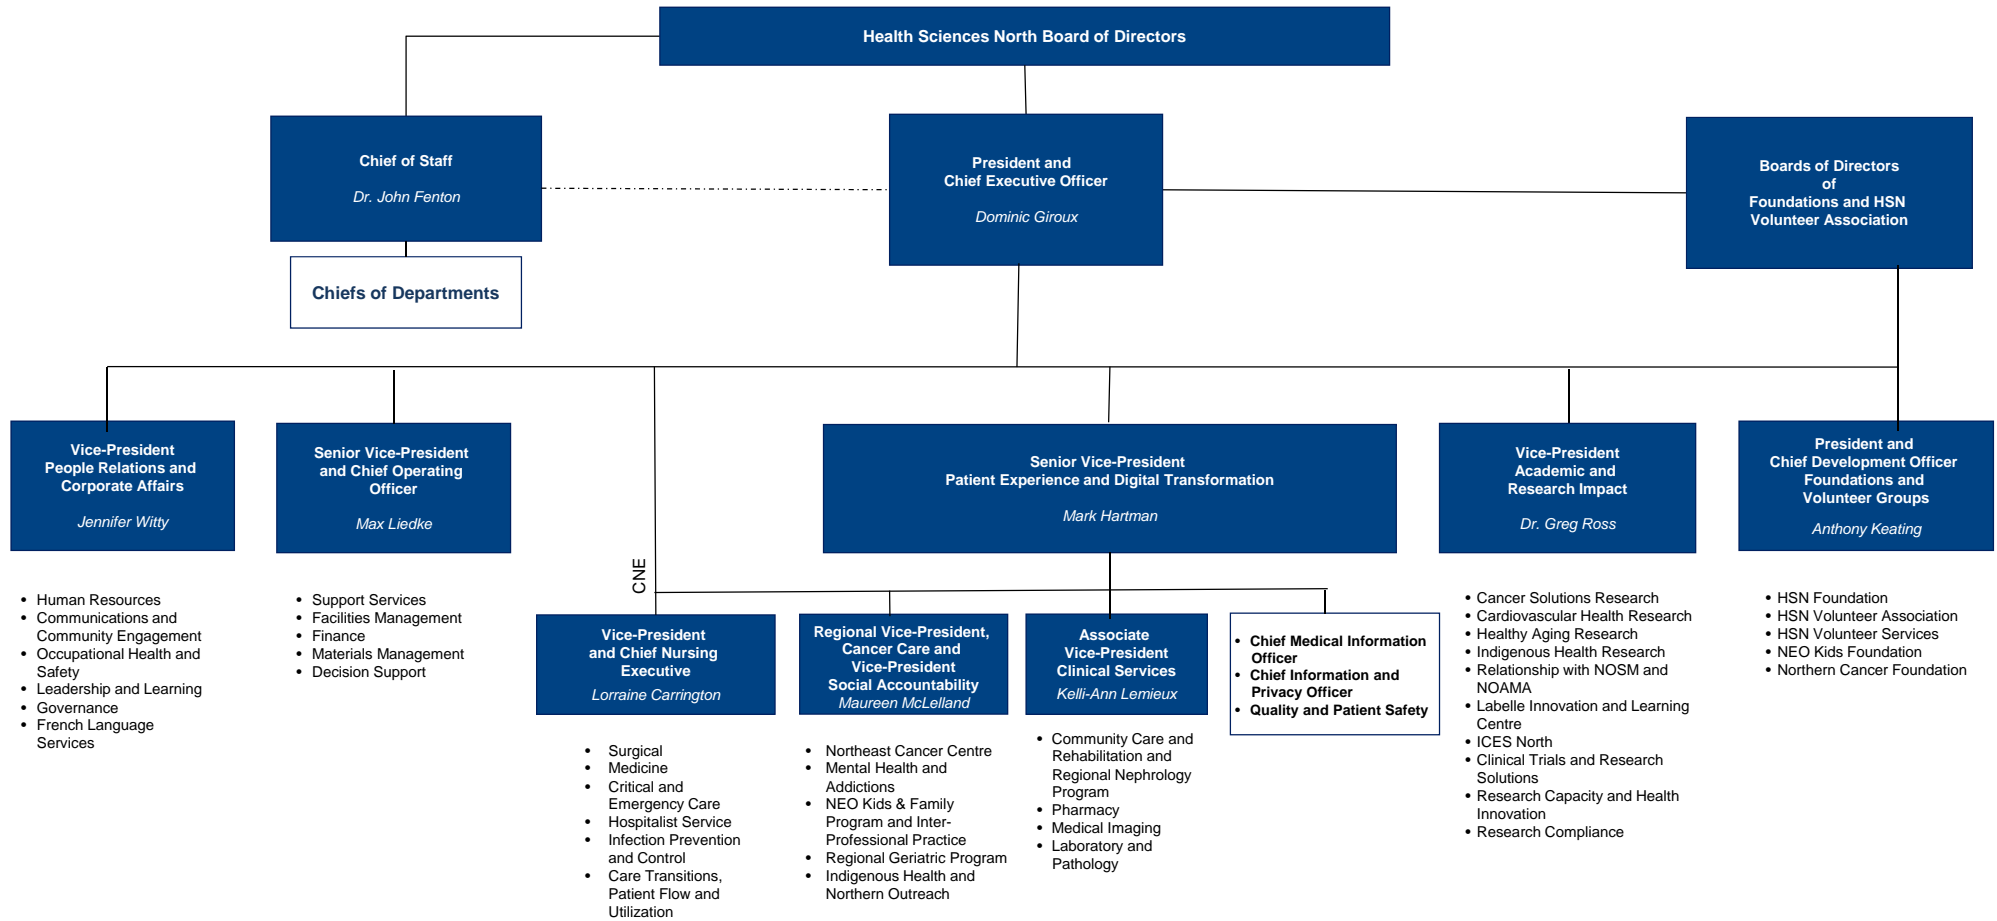 Health Sciences North Board of Directors
Chief of Staff
Dr. John Fenton
President and
Chief Executive Officer
Dominic Giroux
Boards of Directors
of
Foundations and HSN
Volunteer Association
Chiefs of Departments
Vice-President
People Relations and
Corporate Affairs
Jennifer Witty
Senior Vice-President
and Chief Operating
Officer
Max Liedke
Senior Vice-President
Patient Experience and Digital Transformation
Mark Hartman
Vice-President
Academic and
Research Impact
Dr. Greg Ross
President and
Chief Development Officer
Foundations and
Volunteer Groups
Anthony Keating
• Human Resources
• Communications and
Community Engagement
• Occupational Health and
Safety
• Leadership and Learning
• Governance
• French Language
Services
• Support Services
• Facilities Management
• Finance
• Materials Management
• Decision Support
CNE
Vice-President
and Chief Nursing
Executive
Lorraine Carrington
• Surgical
• Medicine
• Critical and
Emergency Care
• Hospitalist Service
• Infection Prevention
and Control
• Care Transitions,
Patient Flow and
Utilization
Regional Vice-President,
Cancer Care and
Vice-President
Social Accountability
Maureen McLelland
• Northeast Cancer Centre
• Mental Health and
Addictions
• NEO Kids & Family
Program and Inter-
Professional Practice
• Regional Geriatric Program
• Indigenous Health and
Northern Outreach
Associate
Vice-President
Clinical Services
Kelli-Ann Lemieux
• Community Care and
Rehabilitation and
Regional Nephrology
Program
• Pharmacy
• Medical Imaging
• Laboratory and
Pathology
• Chief Medical Information
Officer
• Chief Information and
Privacy Officer
• Quality and Patient Safety
• Cancer Solutions Research
• Cardiovascular Health Research
• Healthy Aging Research
• Indigenous Health Research
• Relationship with NOSM and
NOAMA
• Labelle Innovation and Learning
Centre
• ICES North
• Clinical Trials and Research
Solutions
• Research Capacity and Health
Innovation
• Research Compliance
• HSN Foundation
• HSN Volunteer Association
• HSN Volunteer Services
• NEO Kids Foundation
• Northern Cancer Foundation